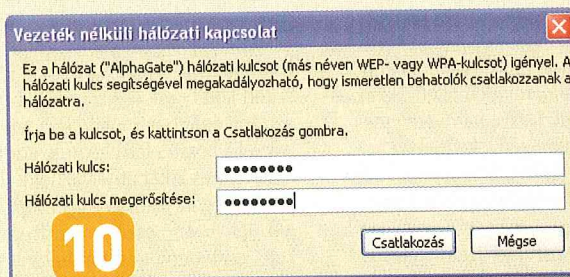 Vezeték nélküli hálózati kapcsolat
Ez a hálózat ("AlphaGate") hálózati kulcsot (más néven WEP- vagy WPA-kulcsot) igényel. A
hálózati kulcs segítségével megakadályozható, hogy ismeretlen behatolók csatlakozzanak a
hálózatra.
Írja be a kulcsot, és kattintson a Csatlakozás gombra.
Hálózati kulcs:
Hálózati kulcs megerősítése:
10
Csatlakozás
Mégse